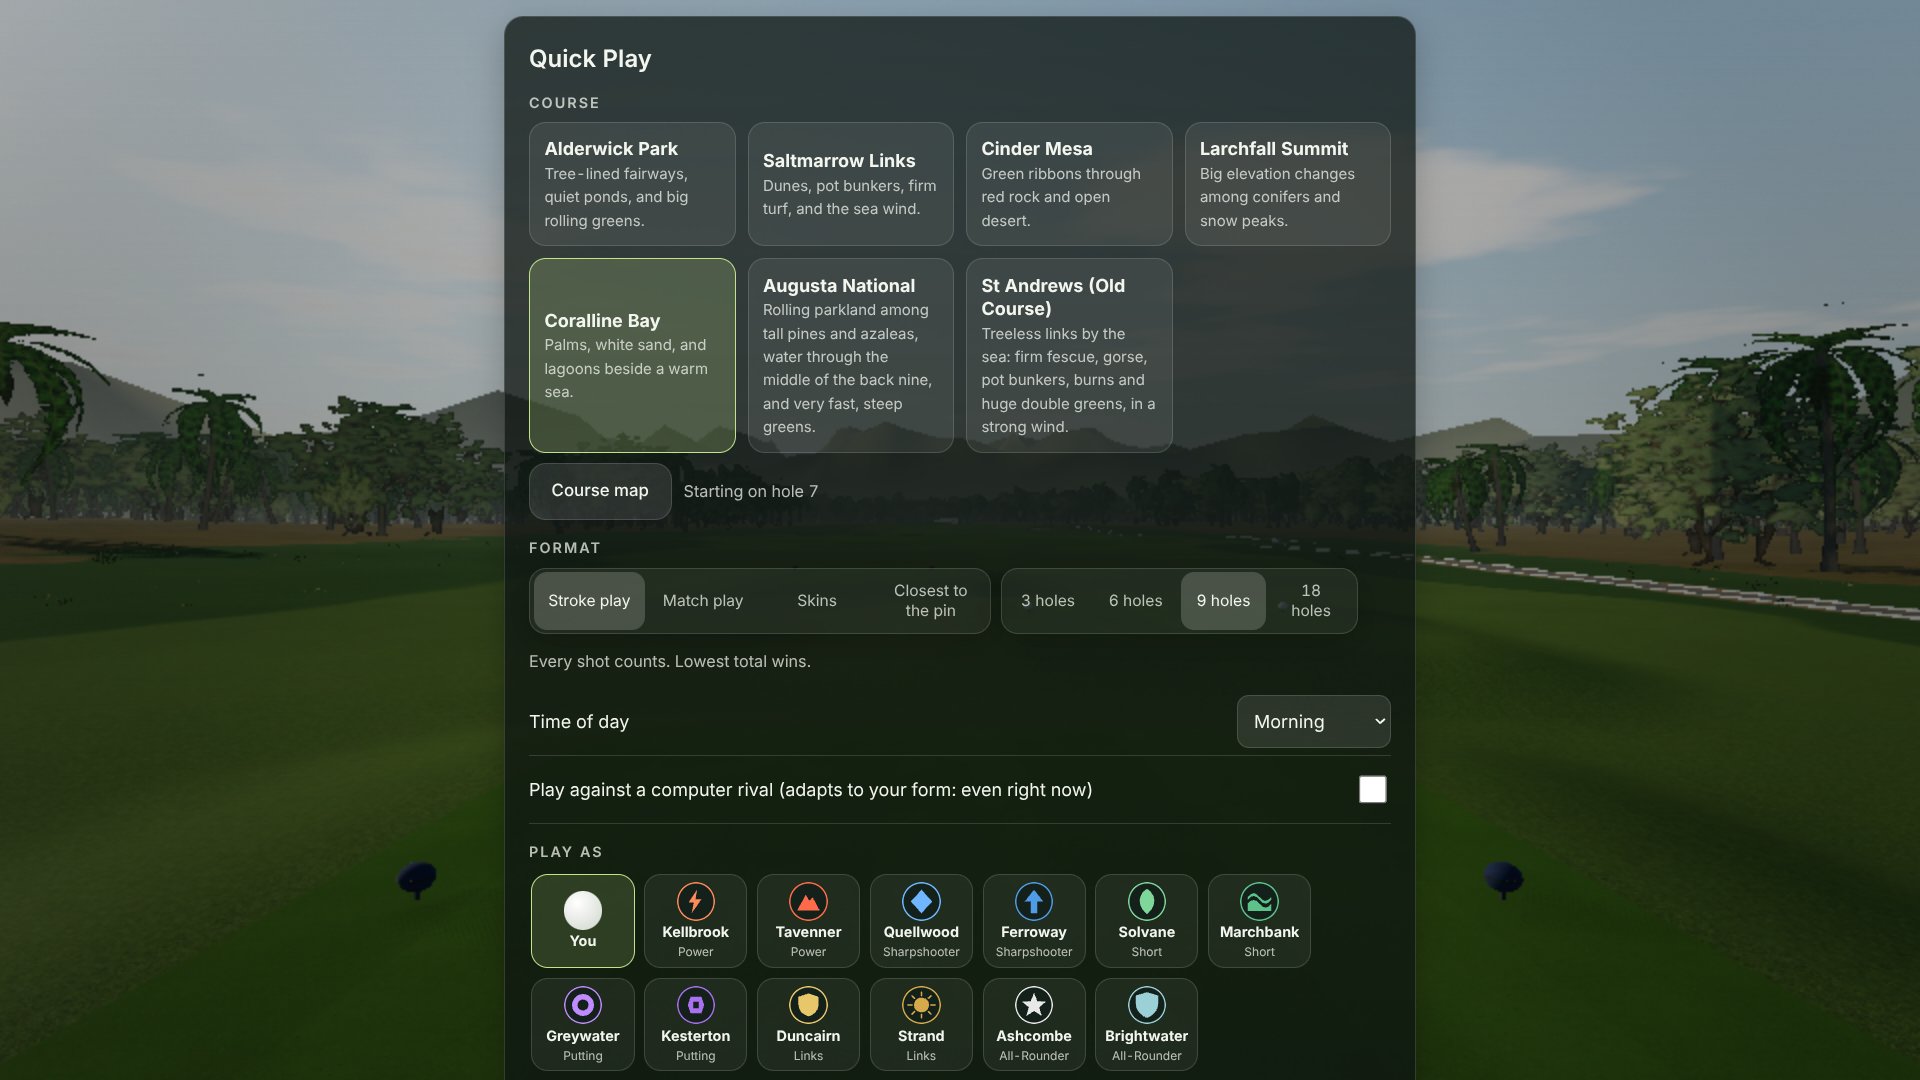 Quick Play
COURSE
Alderwick Park
Tree-lined fairways,
quiet ponds, and big
rolling greens.
Saltmarrow Links
Dunes, pot bunkers, firm
turf, and the sea wind.
Cinder Mesa
Green ribbons through
red rock and open
desert.
Larchfall Summit
Big elevation changes
among conifers and
snow peaks.
Coralline Bay
Palms, white sand, and
lagoons beside a warm
sea.
Augusta National
Rolling parkland among
tall pines and azaleas,
water through the
middle of the back nine,
and very fast, steep
greens.
St Andrews (Old
Course)
Treeless links by the
sea: firm fescue, gorse,
pot bunkers, burns and
huge double greens, in a
strong wind.
Course map
Starting on hole 7
FORMAT
Stroke play
Match play
Skins
Closest to
the pin
3 holes
6 holes
9 holes
18
holes
Every shot counts. Lowest total wins.
Time of day
Morning
Play against a computer rival (adapts to your form: even right now)
PLAY AS
You
Kellbrook
Power
Tavenner
Power
Quellwood
Sharpshooter
Ferroway
Sharpshooter
Solvane
Short
Marchbank
Short
Greywater
Putting
Kesterton
Putting
Duncairn
Links
Strand
Links
Ashcombe
All-Rounder
Brightwater
All-Rounder